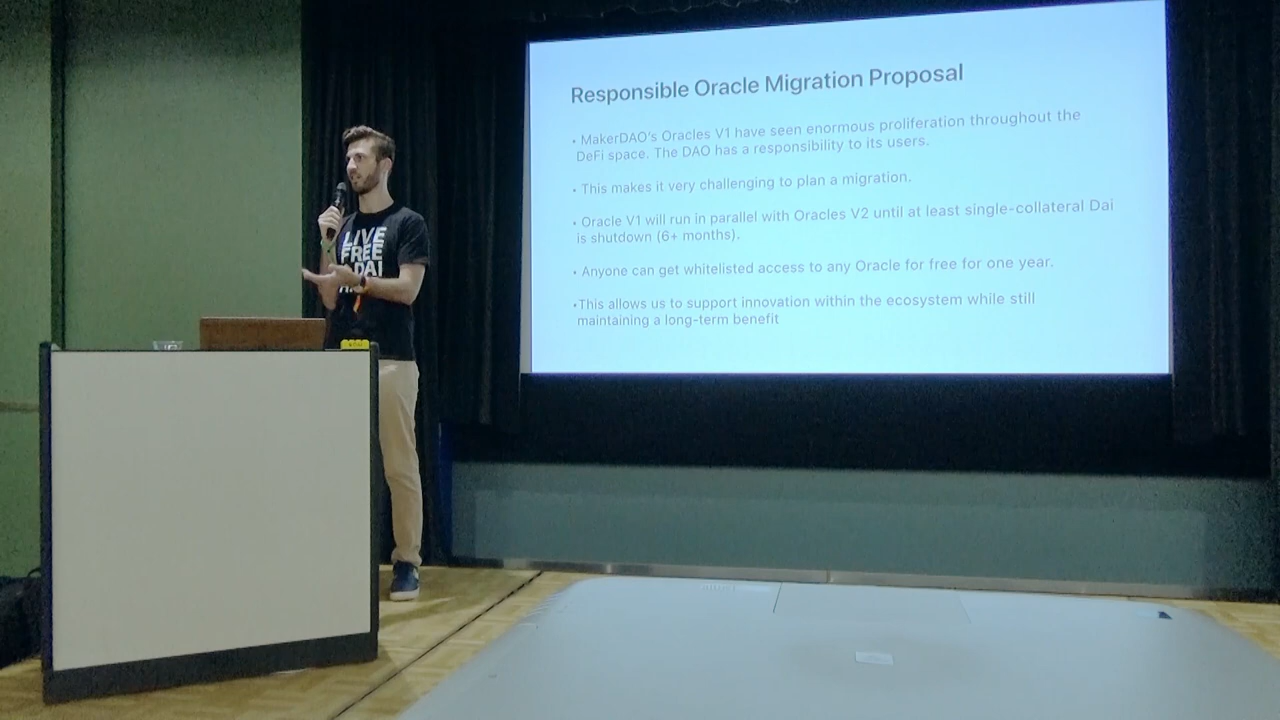 Responsible Oracle Migration Proposal
• MakerDAO's Oracles V1 have seen enormous proliferation throughout the
DeFi space. The DAO has a responsibility to its users.
• This makes it very challenging to plan a migration.
• Oracle V1 will run in parallel with Oracles V2 until at least single-collateral Dai
is shutdown (6+ months).
• Anyone can get whitelisted access to any Oracle for free for one year.
•This allows us to support innovation within the ecosystem while still
maintaining a long-term benefit
LIVE
FREE
DAI